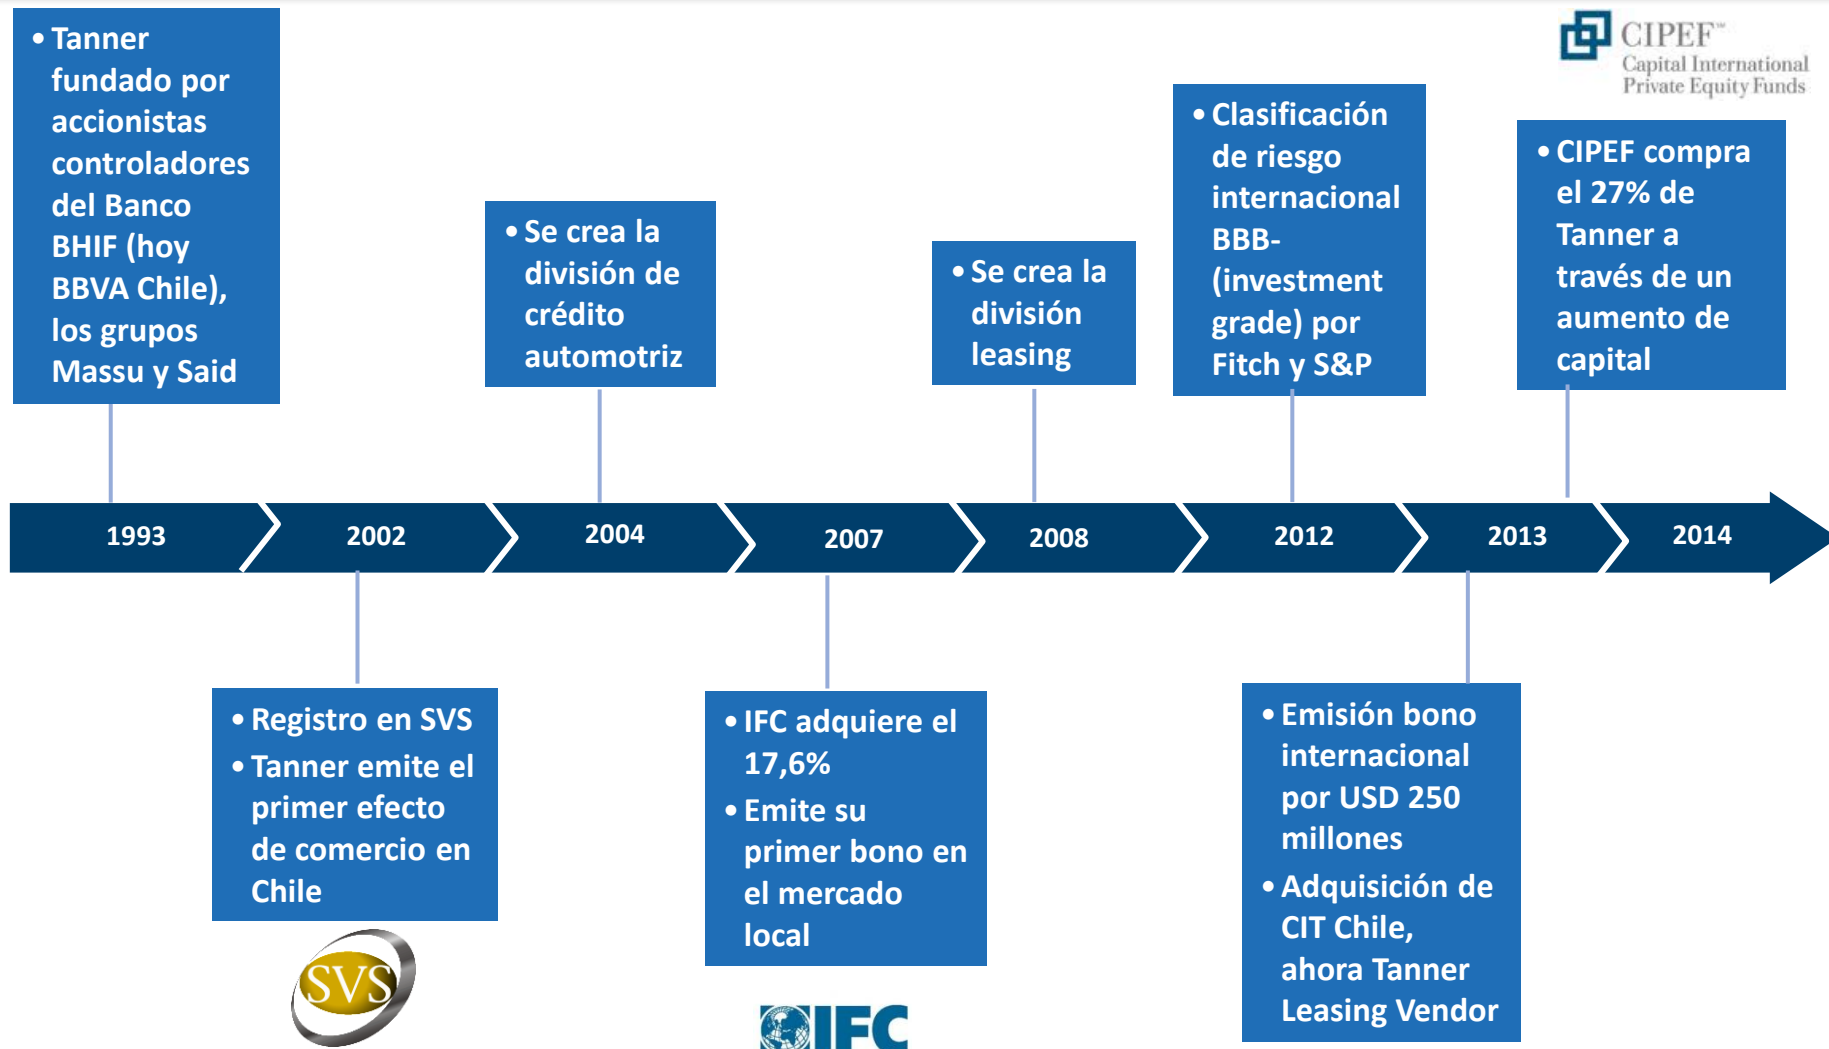 • Tanner
fundado por
accionistas
controladores
del Banco
BHIF (hoy
BBVA Chile),
los grupos
Massu y Said
• Se crea la
división de
crédito
automotriz
• Se crea la
división
leasing
• Clasificación
de riesgo
internacional
BBB-
(investment
grade) por
Fitch y S&P
CIPEF℠
Capital International
Private Equity Funds
• CIPEF compra
el 27% de
Tanner a
través de un
aumento de
capital
1993
2002
2004
2007
2008
2012
2013
2014
• Registro en SVS
• Tanner emite el
primer efecto
de comercio en
Chile
SVS
• IFC adquiere el
17,6%
• Emite su
primer bono en
el mercado
local
IFC
• Emisión bono
internacional
por USD 250
millones
• Adquisición de
CIT Chile,
ahora Tanner
Leasing Vendor